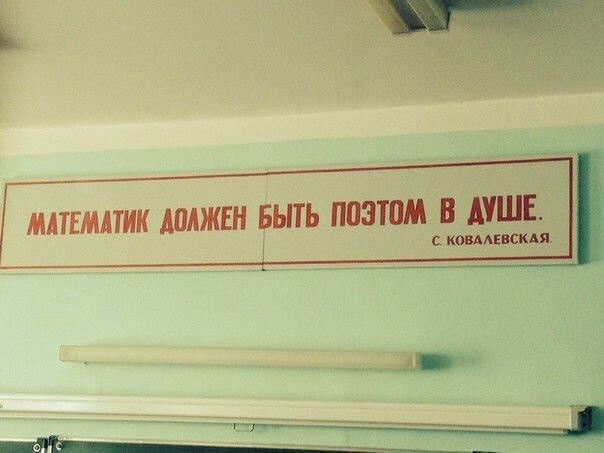 МАТЕМАТИК ДОЛЖЕН БЫТЬ ПОЭТОМ В ДУШЕ.
С. КОВАЛЕВСКАЯ.